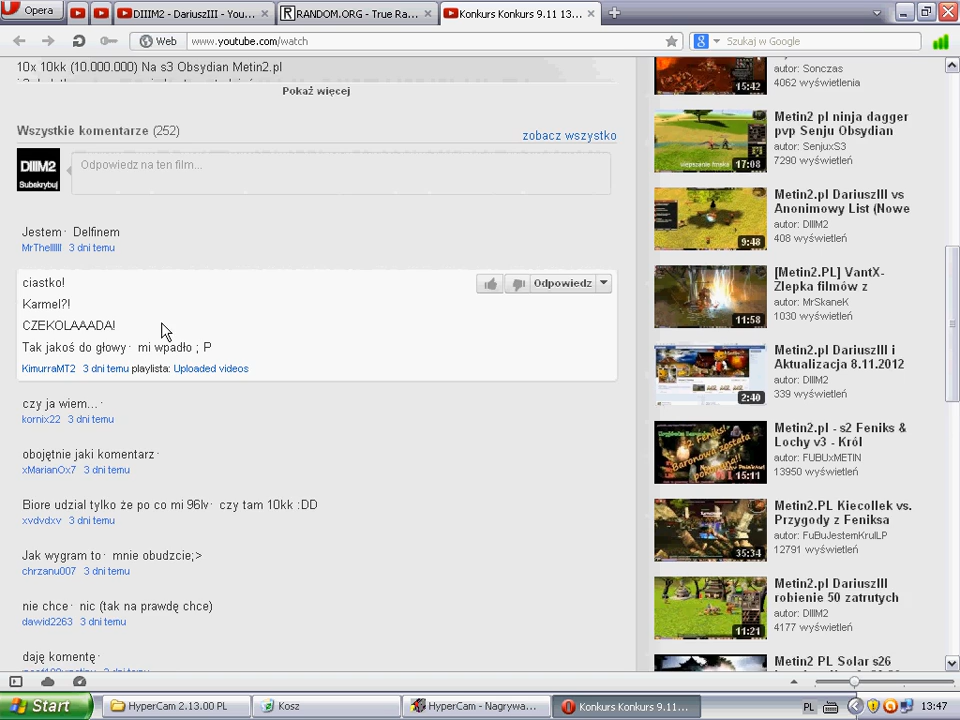 Opera
DIIIM2 - DariuszIII - You...
RANDOM.ORG - True Ra...
Konkurs Konkurs 9.11 13...
Web
www.youtube.com/watch
Szukaj w Google
10x 10kk (10.000.000) Na s3 Obsydian Metin2.pl
Pokaż więcej
Wszystkie komentarze (252)
zobacz wszystko
DIIIM2
Subskrybuj
Odpowiedz na ten film...
Jestem Delfinem
MrThellllll 3 dni temu
ciastko!
Odpowiedz
Karmel?!
CZEKOLAAADA!
Tak jakoś do głowy mi wpadło ; P
KimurraMT2 3 dni temu playlista: Uploaded videos
czy ja wiem...
kornix22 3 dni temu
obojętnie jaki komentarz
xMarianOx7 3 dni temu
Biore udzial tylko że po co mi 96lv czy tam 10kk :DD
xvdvdxv 3 dni temu
Jak wygram to mnie obudzcie;>
chrzanu007 3 dni temu
nie chce nic (tak na prawdę chce)
dawid2263 3 dni temu
daję komentę
15:42
autor: Sonczas
4062 wyświetlenia
17:08
Metin2 pl ninja dagger
pvp Senju Obsydian
autor: SenjuxS3
7290 wyświetleń
9:48
Metin2.pl DariuszIII vs
Anonimowy List (Nowe
autor: DIIIM2
408 wyświetleń
11:58
[Metin2.PL] VantX-
Zlepka filmów z
autor: MrSkaneK
1030 wyświetleń
2:40
Metin2.pl DariuszIII i
Aktualizacja 8.11.2012
autor: DIIIM2
339 wyświetleń
15:11
Metin2.pl - s2 Feniks &
Lochy v3 - Król
autor: FUBUxMETIN
13950 wyświetleń
35:34
Metin2.PL Kiecollek vs.
Przygody z Feniksa
autor: FuBuJestemKrulLP
12791 wyświetleń
11:21
Metin2.pl DariuszIII
robienie 50 zatrutych
autor: DIIIM2
4177 wyświetleń
Metin2 PL Solar s26
Start
HyperCam 2.13.00 PL
Kosz
HyperCam - Nagrywa...
Konkurs Konkurs 9.11...
PL
13:47